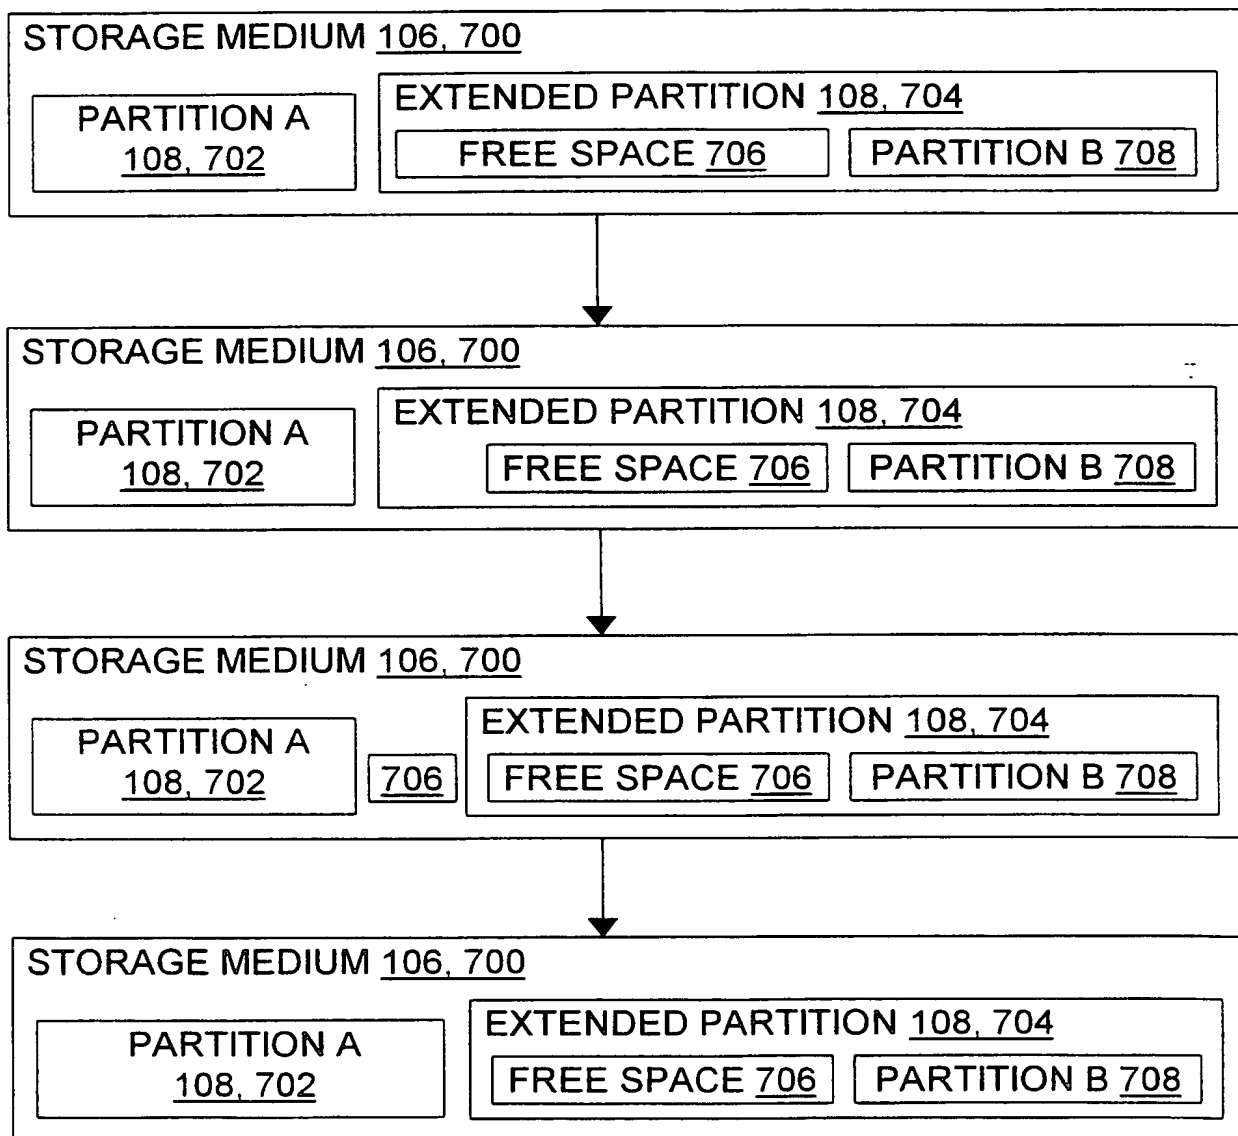 STORAGE MEDIUM 106, 700
PARTITION A
108, 702
EXTENDED PARTITION 108, 704
FREE SPACE 706
PARTITION B 708
STORAGE MEDIUM 106, 700
PARTITION A
108, 702
EXTENDED PARTITION 108, 704
FREE SPACE 706
PARTITION B 708
STORAGE MEDIUM 106, 700
PARTITION A
108, 702
706
EXTENDED PARTITION 108, 704
FREE SPACE 706
PARTITION B 708
STORAGE MEDIUM 106, 700
PARTITION A
108, 702
EXTENDED PARTITION 108, 704
FREE SPACE 706
PARTITION B 708